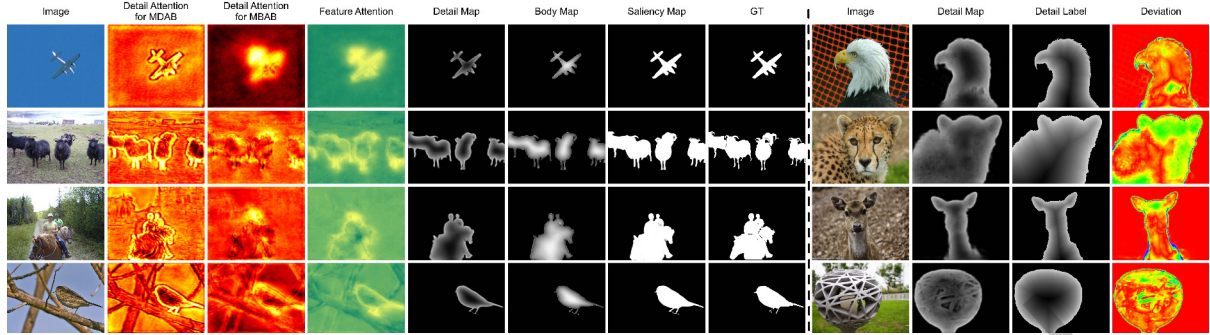 Image
Detail Attention
for MDAB
Detail Attention
for MBAB
Feature Attention
Detail Map
Body Map
Saliency Map
GT
Image
Detail Map
Detail Label
Deviation